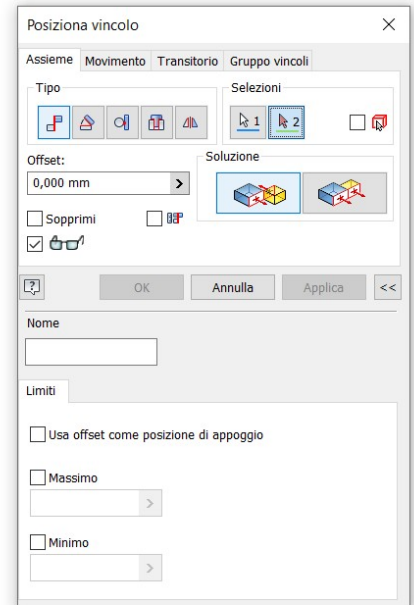 Posiziona vincolo
Assieme Movimento Transitorio Gruppo vincoli
Tipo
Selezioni
1 2
Offset:
Soluzione
0,000 mm >
Sopprimi
? OK Annulla Applica <<
Nome
Limiti
Usa offset come posizione di appoggio
Massimo
>
Minimo
>